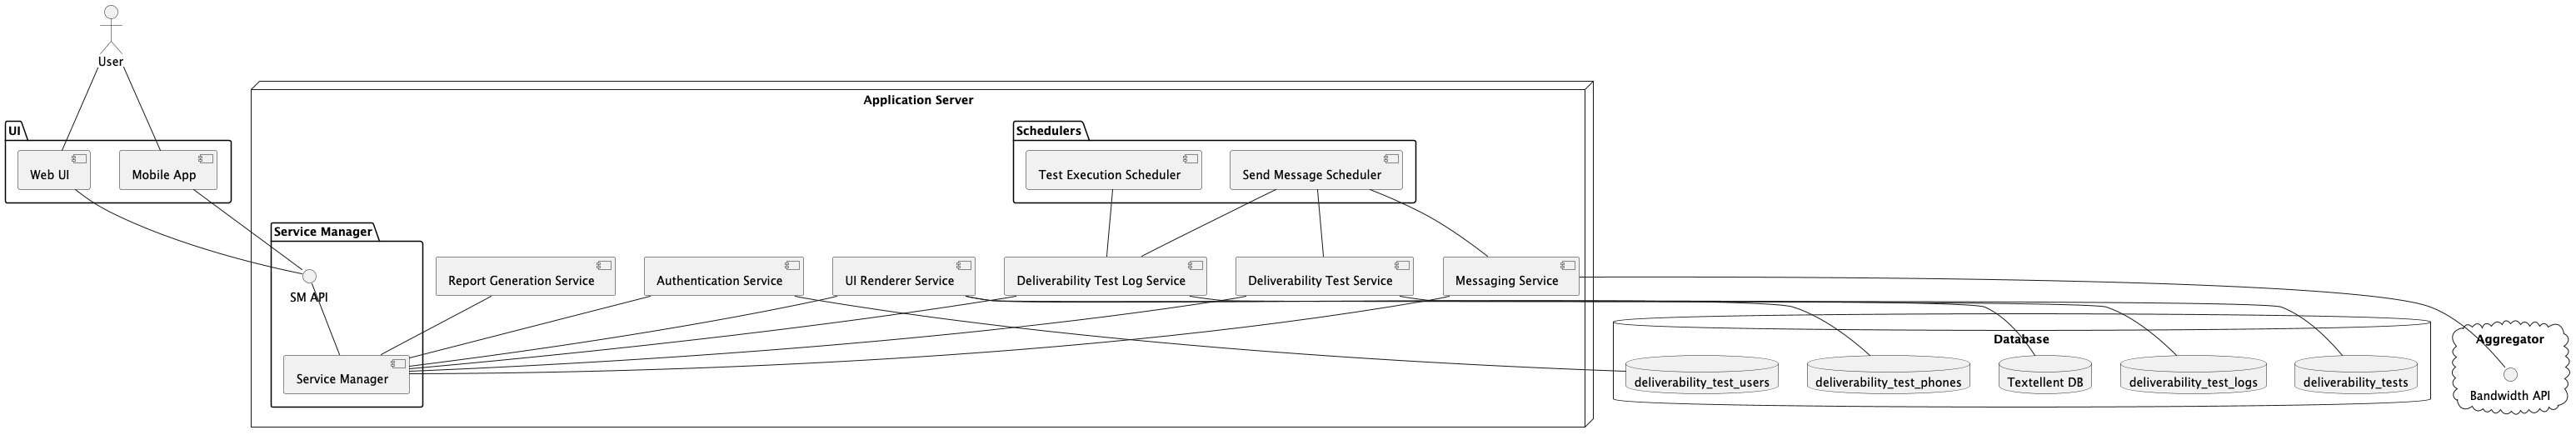 User
UI
Web UI
Mobile App
Application Server
Schedulers
Test Execution Scheduler
Send Message Scheduler
Service Manager
SM API
Report Generation Service
Authentication Service
UI Renderer Service
Deliverability Test Log Service
Deliverability Test Service
Messaging Service
Service Manager
Database
deliverability_test_users
deliverability_test_phones
Textellent DB
deliverability_test_logs
deliverability_tests
Aggregator
Bandwidth API